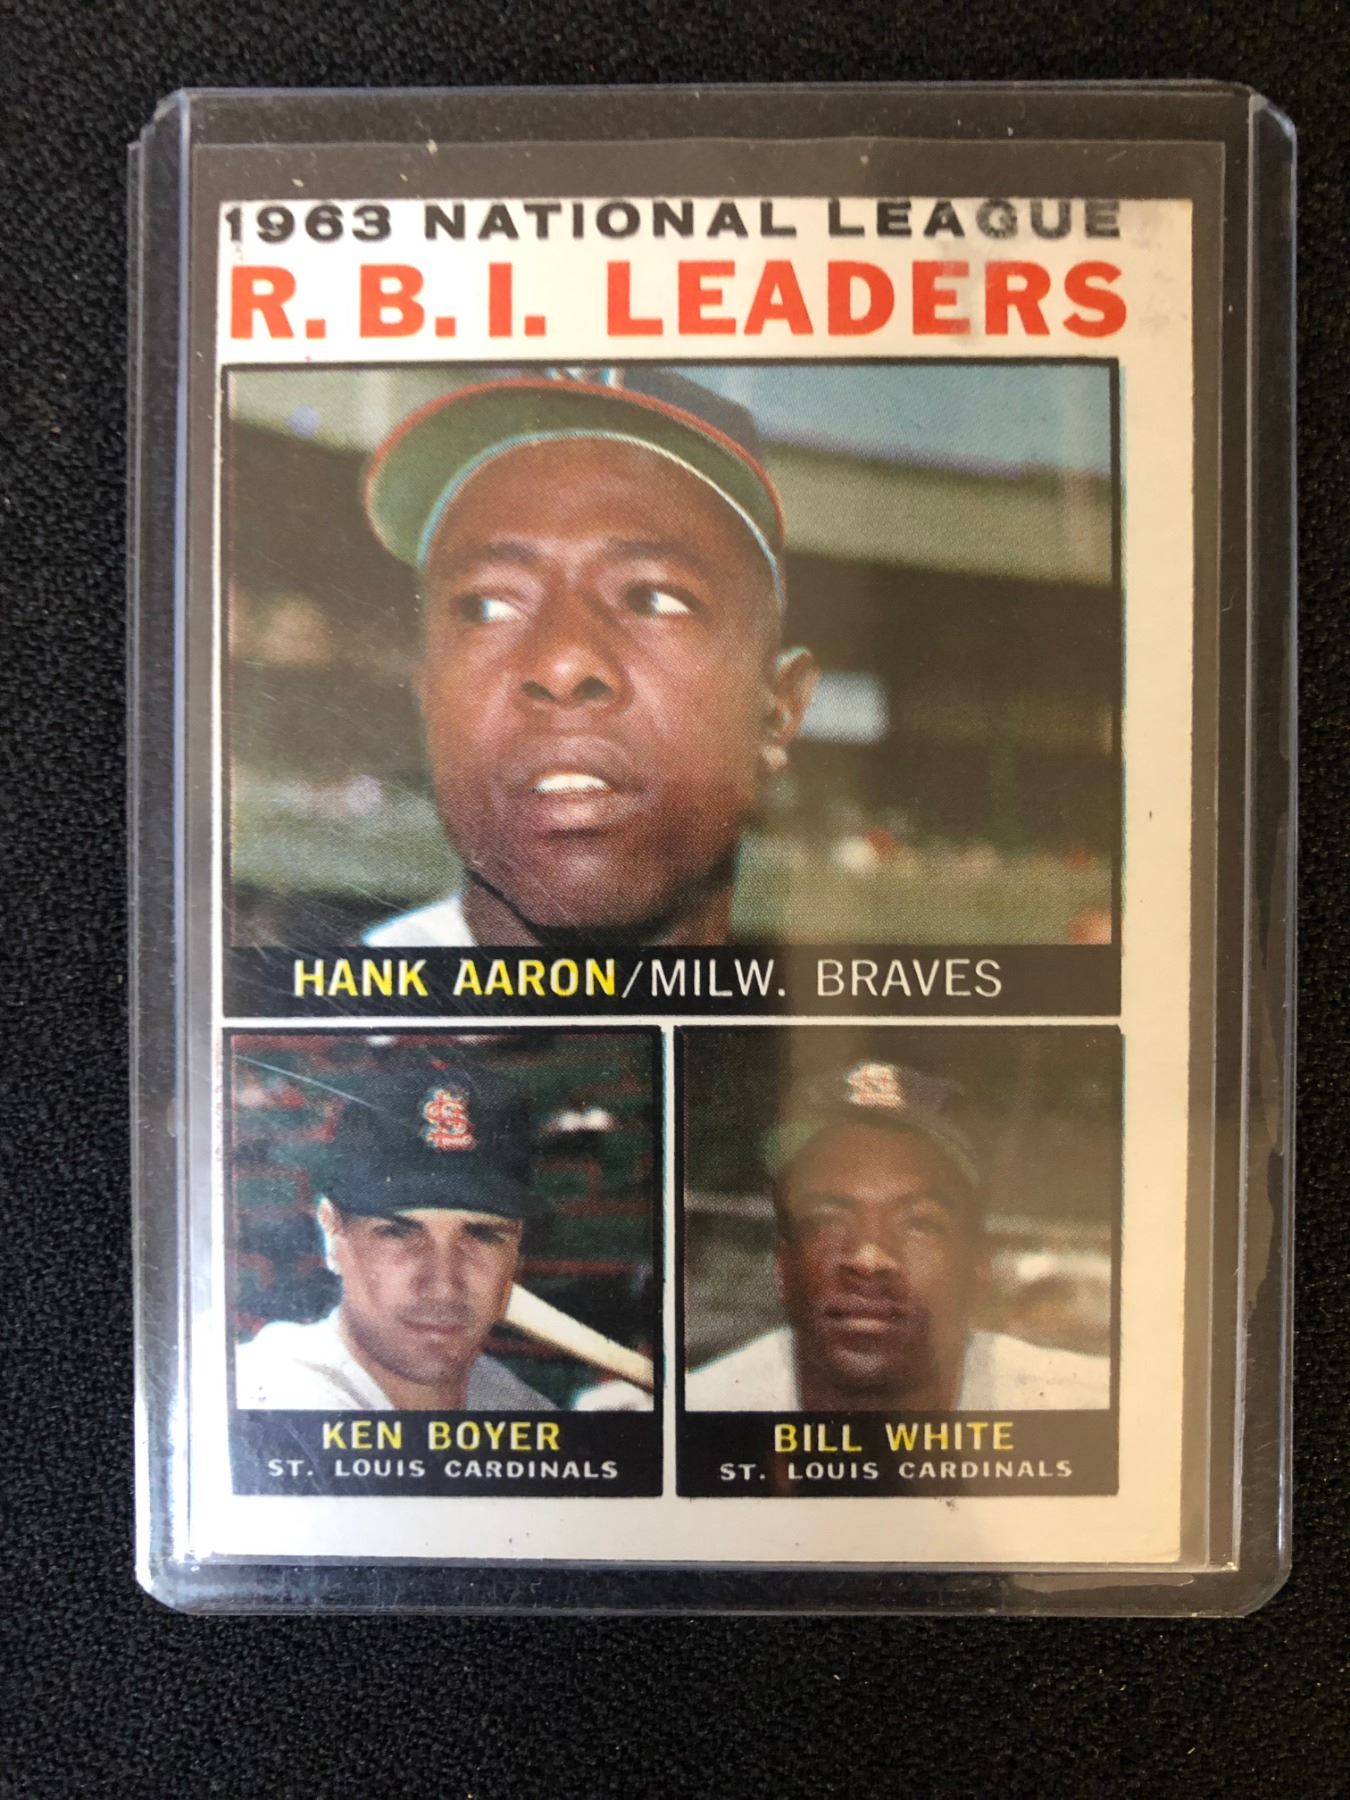 1963 NATIONAL LEAGUE
R.B.I. LEADERS
HANK AARON/MILW. BRAVES
KEN BOYER
ST. LOUIS CARDINALS
BILL WHITE
ST. LOUIS CARDINALS